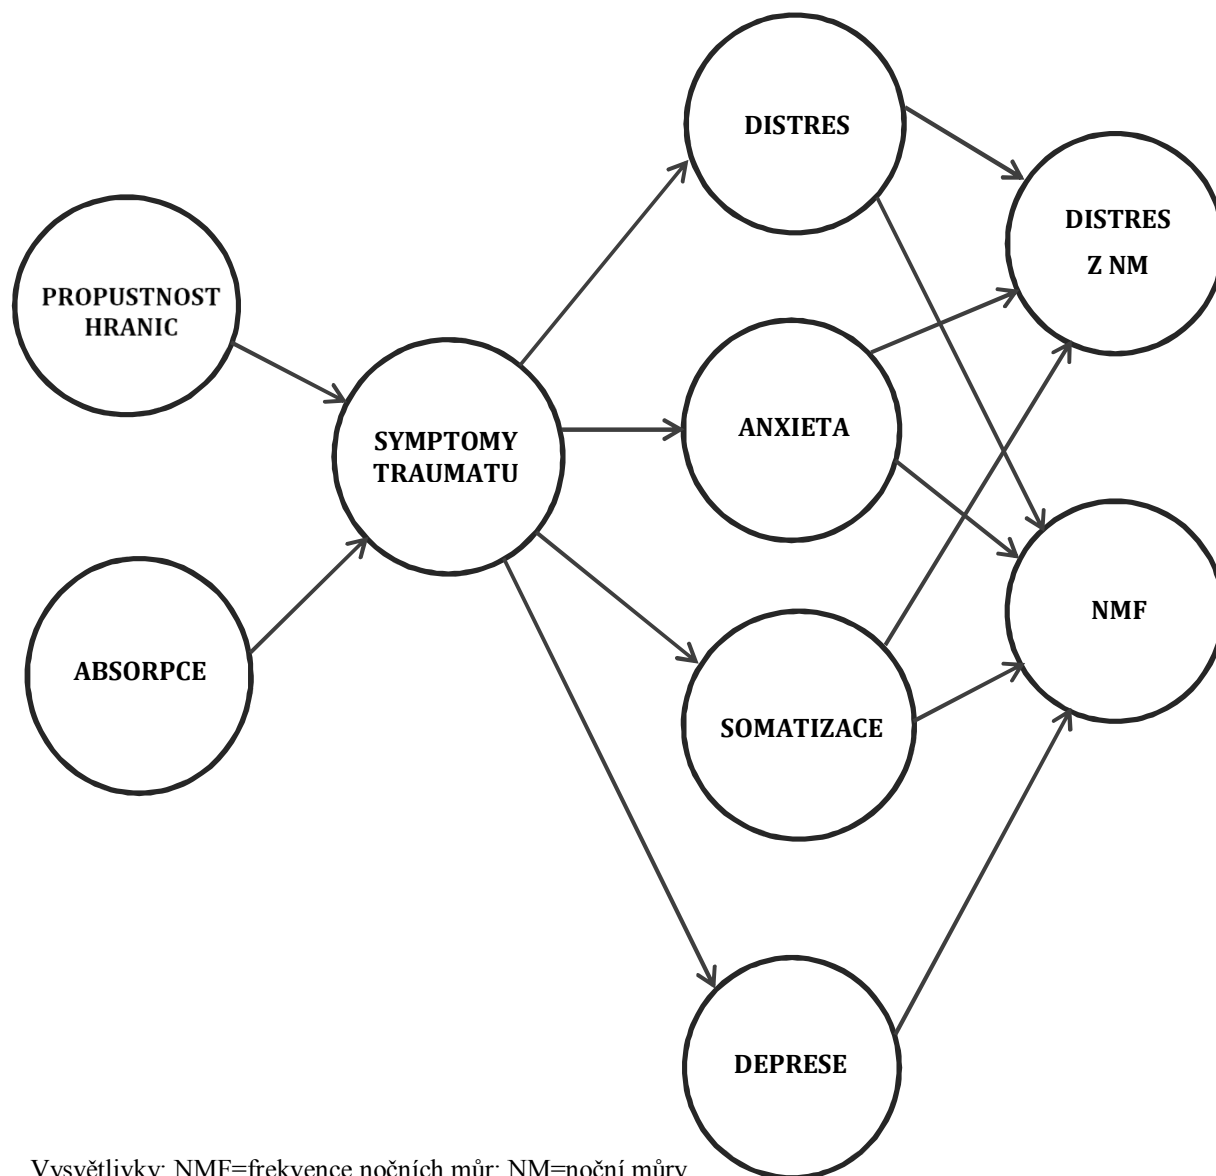 DISTRES
DISTRES
Z NM
PROPUSTNOST
HRANIC
SYMPTOMY
TRAUMATU
ANXIETA
NMF
ABSORPCE
SOMATIZACE
DEPRESE
Vysvětlivky: NMF=frekvence nočních můr; NM=noční můry